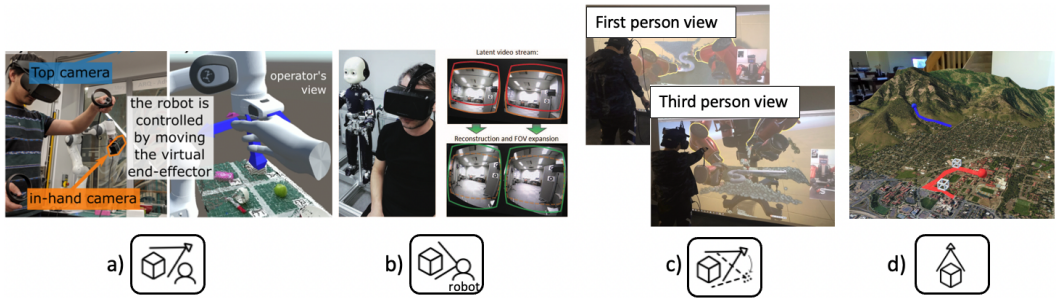 Top camera
the robot is
controlled
by moving
the virtual
end-effector
in-hand camera
operator's
view
Latent video stream:
Reconstruction and FOV expansion
First person view
Third person view
a)
b)
robot
c)
d)